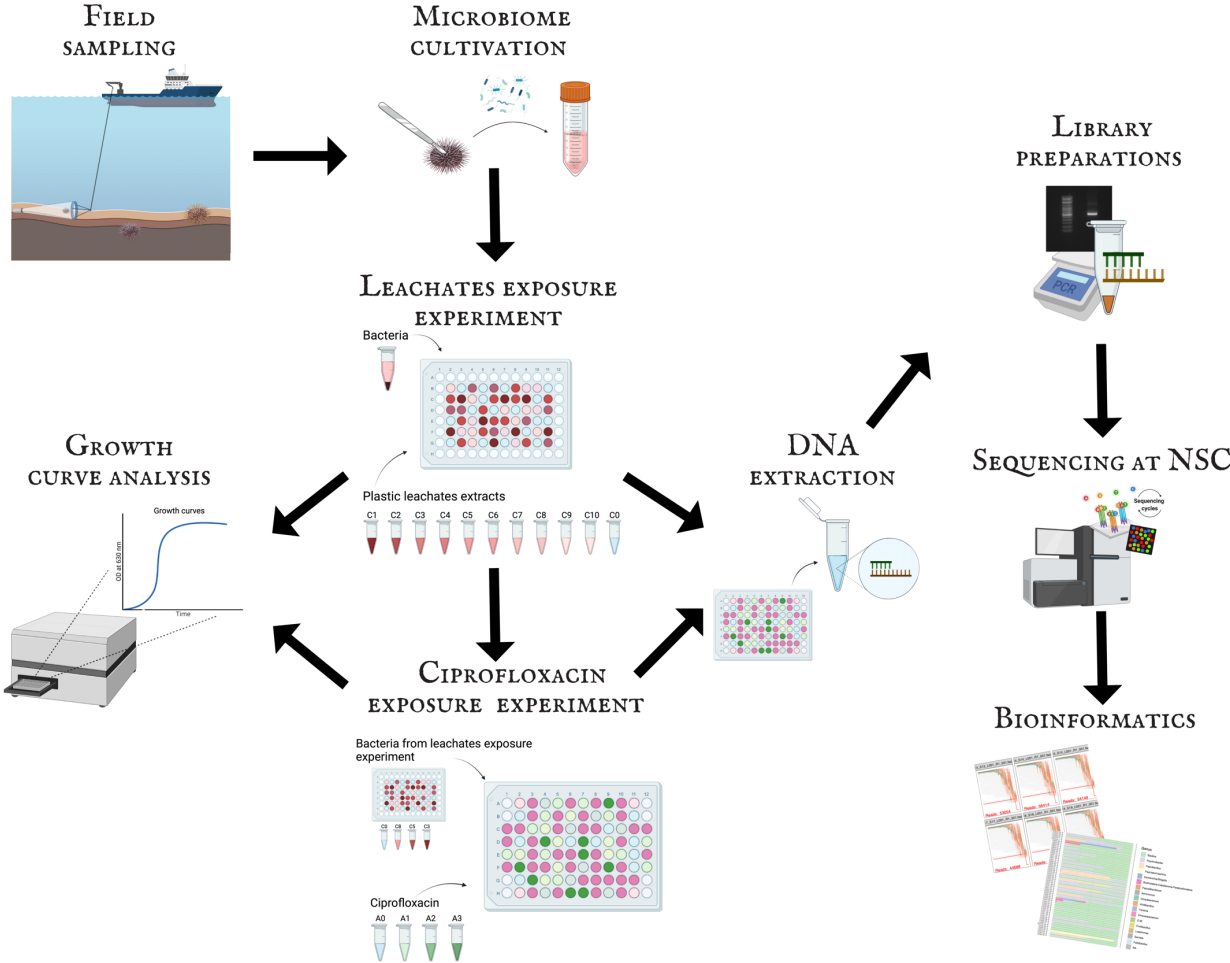 FIELD
SAMPLING
MICROBIOME
CULTIVATION
LIBRARY
PREPARATIONS
PCR
LEACHATES EXPOSURE
EXPERIMENT
Bacteria
1 2 3 4 5 6 7 8 9 10 11 12
A
B
C
D
E
F
G
H
Plastic leachates extracts
C1 C2 C3 C4 C5 C6 C7 C8 C9 C10 C0
GROWTH
CURVE ANALYSIS
Growth curves
OD at 630 nm
Time
DNA
EXTRACTION
SEQUENCING AT NSC
Sequencing
cycles
CIPROFLOXACIN
EXPOSURE EXPERIMENT
Bacteria from leachates exposure
experiment
C0 C8 C5 C3
1 2 3 4 5 6 7 8 9 10 11 12
A
B
C
D
E
F
G
H
Ciprofloxacin
A0 A1 A2 A3
BIOINFORMATICS